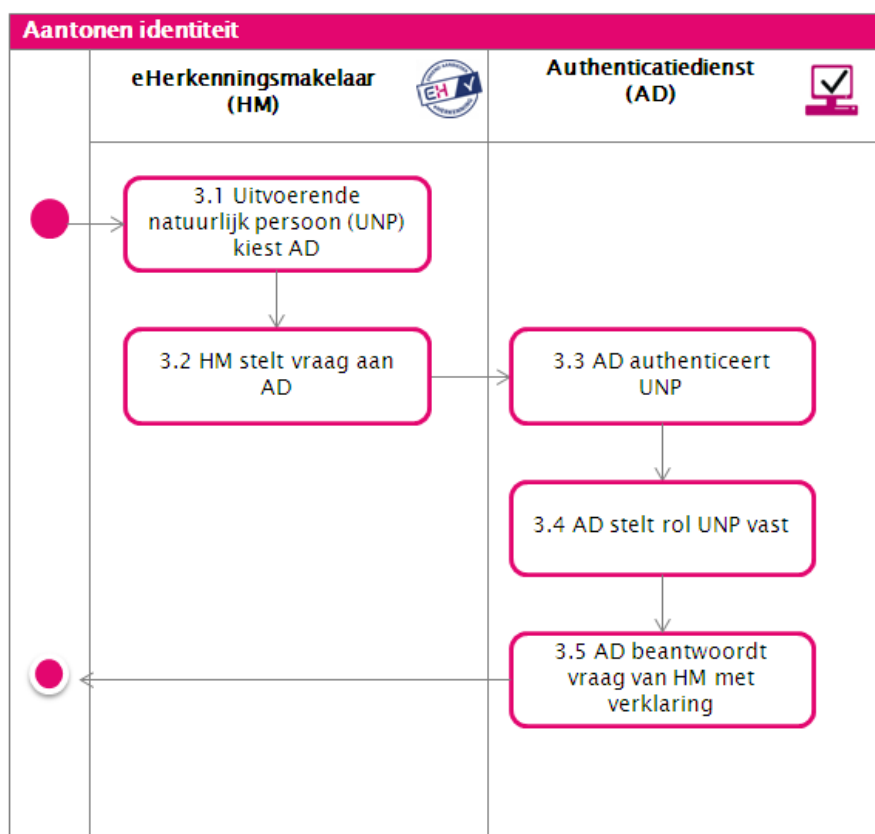 Aantonen identiteit
eHerkenningsmakelaar
(HM)
EH
Authenticatiedienst
(AD)
3.1 Uitvoerende
natuurlijk persoon (UNP)
kiest AD
3.2 HM stelt vraag aan
AD
3.3 AD authenticeert
UNP
3.4 AD stelt rol UNP vast
3.5 AD beantwoordt
vraag van HM met
verklaring